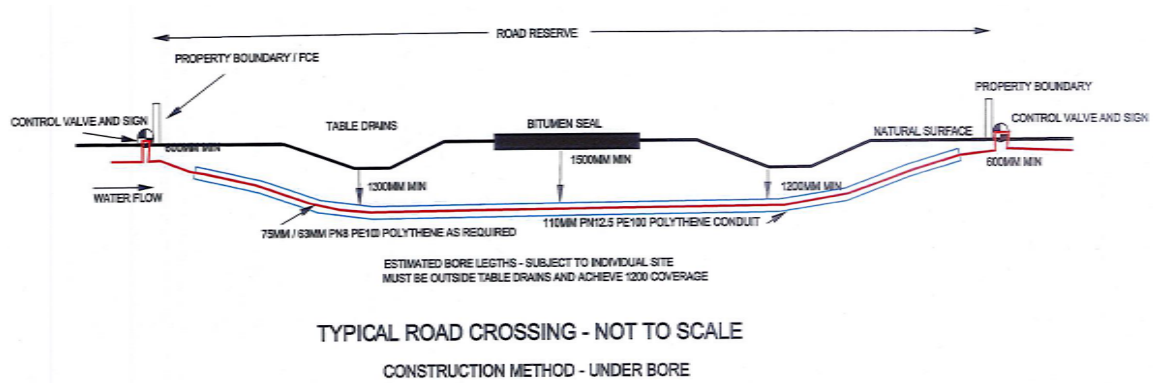 ROAD RESERVE
PROPERTY BOUNDARY / FCE
PROPERTY BOUNDARY
CONTROL VALVE AND SIGN
TABLE DRAINS
BITUMEN SEAL
NATURAL SURFACE
CONTROL VALVE AND SIGN
600MM MIN
1500MM MIN
600MM MIN
WATER FLOW
1300MM MIN
1200MM MIN
75MM / 63MM PN8 PE100 POLYTHENE AS REQUIRED
110MM PN12.5 PE100 POLYTHENE CONDUIT
ESTIMATED BORE LEGTHS - SUBJECT TO INDIVIDUAL SITE
MUST BE OUTSIDE TABLE DRAINS AND ACHIEVE 1200 COVERAGE
TYPICAL ROAD CROSSING - NOT TO SCALE
CONSTRUCTION METHOD - UNDER BORE